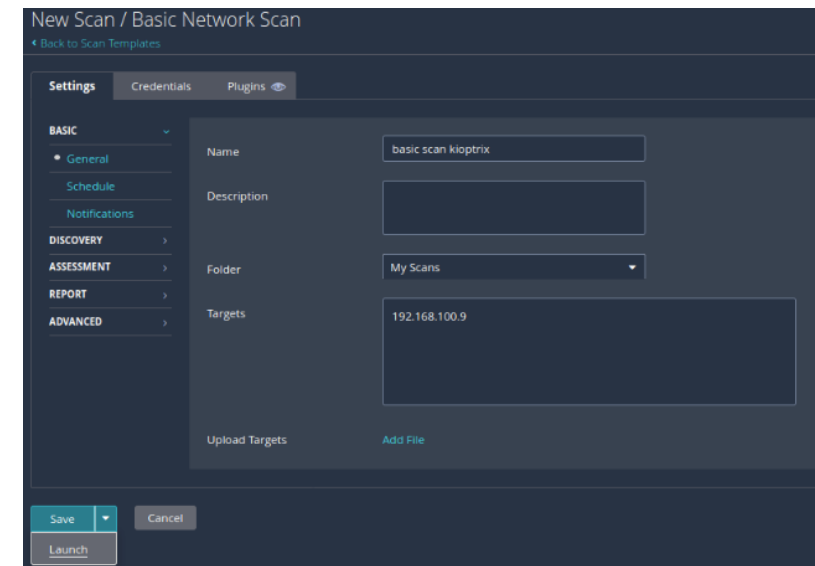 New Scan / Basic Network Scan
Back to Scan Templates
Settings Credentials Plugins
BASIC
General
Schedule
Notifications
DISCOVERY
ASSESSMENT
REPORT
ADVANCED
Name basic scan kioptrix
Description
Folder My Scans
Targets 192.168.100.9
Upload Targets Add File
Save Cancel
Launch